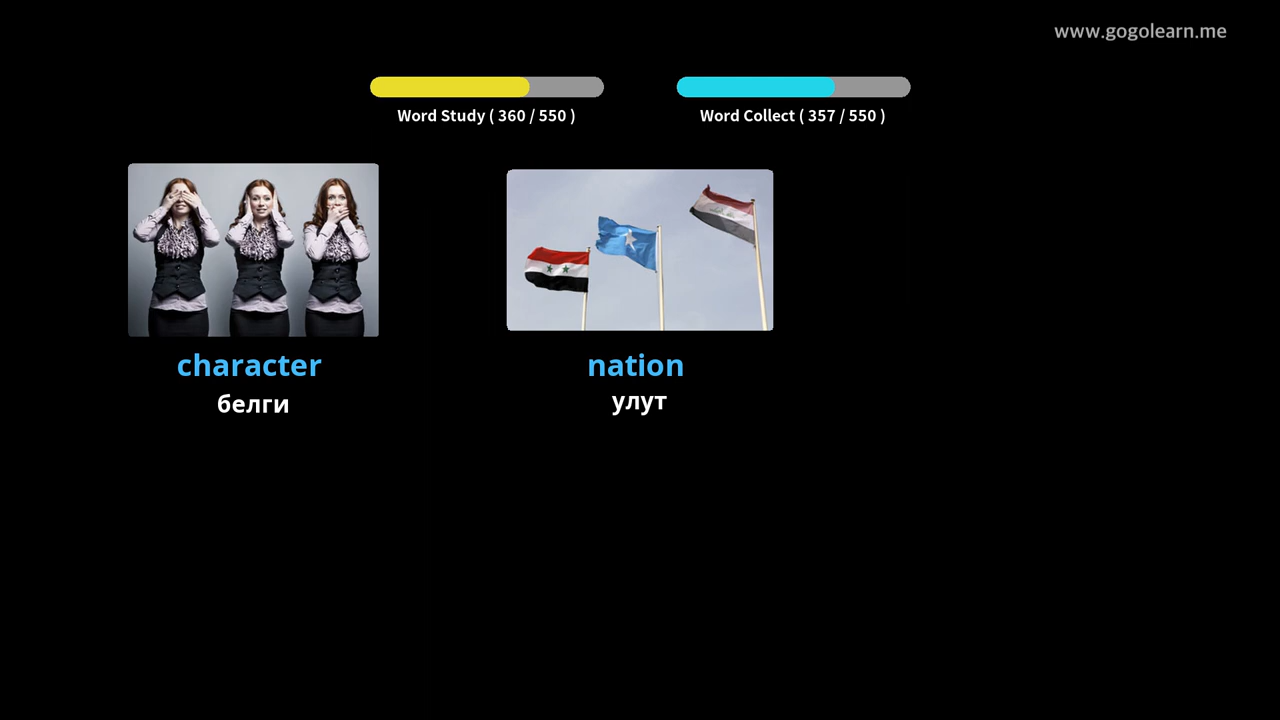 www.gogolearn.me
Word Study ( 360 / 550 )
Word Collect ( 357 / 550 )
character
белги
nation
улут